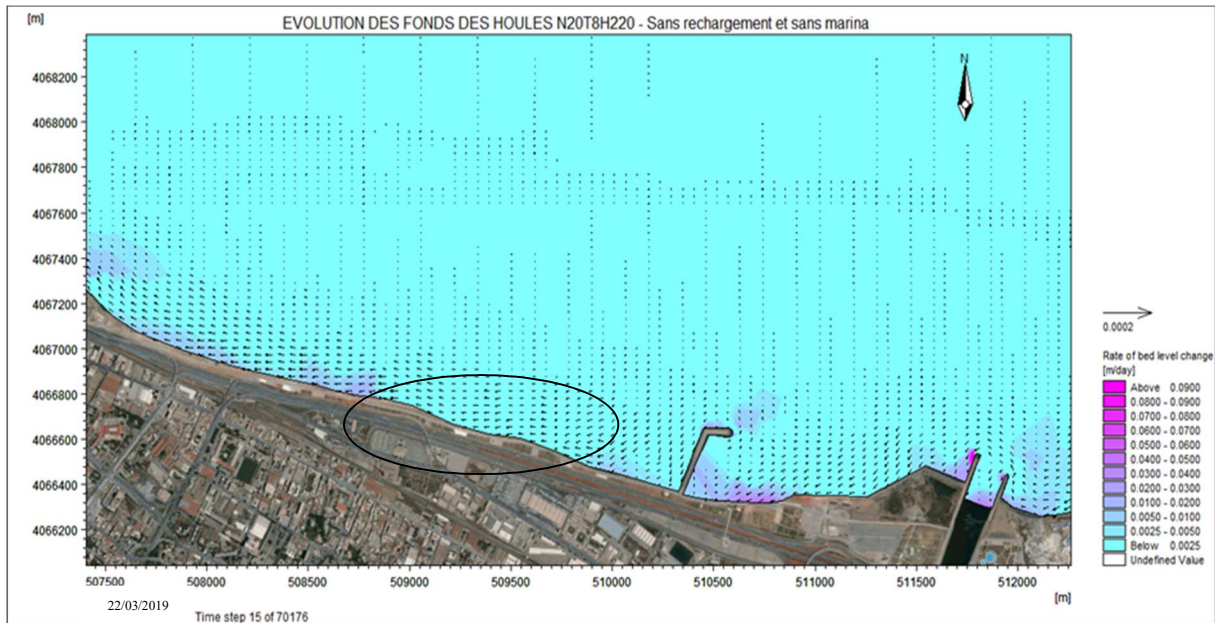 EVOLUTION DES FONDS DES HOULES N20T8H220 - Sans rechargement et sans marina
[m]
4068200
4068000
4067800
4067600
4067400
4067200
4067000
4066800
4066600
4066400
4066200
N
0.0002
Rate of bed level change
[m/day]
Above 0.0900
0.0800 - 0.0900
0.0700 - 0.0800
0.0600 - 0.0700
0.0500 - 0.0600
0.0400 - 0.0500
0.0300 - 0.0400
0.0200 - 0.0300
0.0100 - 0.0200
0.0050 - 0.0100
0.0025 - 0.0050
Below 0.0025
Undefined Value
507500 508000 508500 509000 509500 510000 510500 511000 511500 512000
[m]
22/03/2019
Time step 15 of 70176